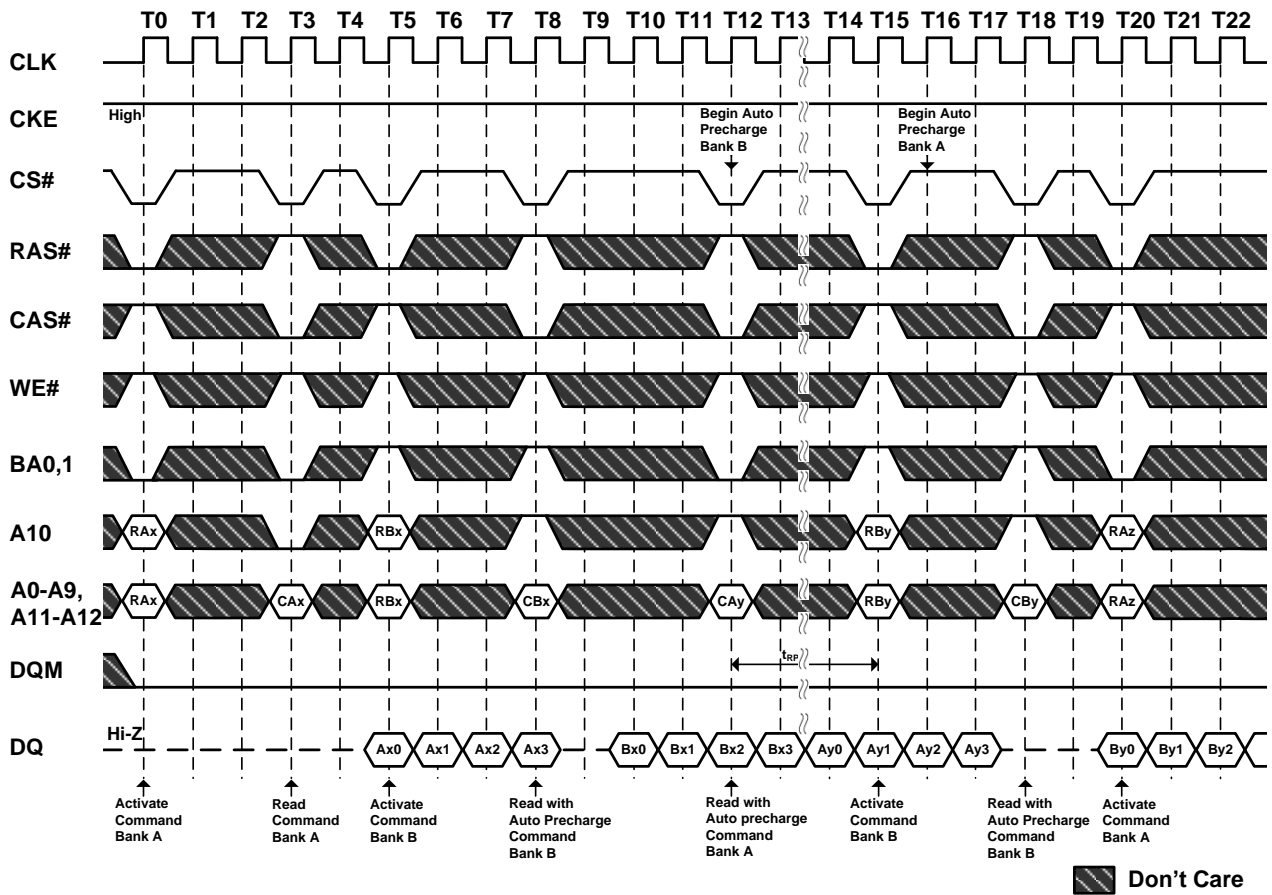 T0 T1 T2 T3 T4 T5 T6 T7 T8 T9 T10 T11 T12 T13 T14 T15 T16 T17 T18 T19 T20 T21 T22
CLK
CKE
High
Begin Auto
Precharge
Bank B
Begin Auto
Precharge
Bank A
CS#
RAS#
CAS#
WE#
BA0,1
A10
RAx RBx RBy RAz
A0-A9,
A11-A12
RAx CAx RBx CBx CAy RBy CBy RAz
DQM
tRP
DQ
Hi-Z
Ax0 Ax1 Ax2 Ax3 Bx0 Bx1 Bx2 Bx3 Ay0 Ay1 Ay2 Ay3 By0 By1 By2
Activate
Command
Bank A
Read
Command
Bank A
Activate
Command
Bank B
Read with
Auto Precharge
Command
Bank B
Read with
Auto precharge
Command
Bank A
Activate
Command
Bank B
Read with
Auto Precharge
Command
Bank B
Activate
Command
Bank A
Don't Care